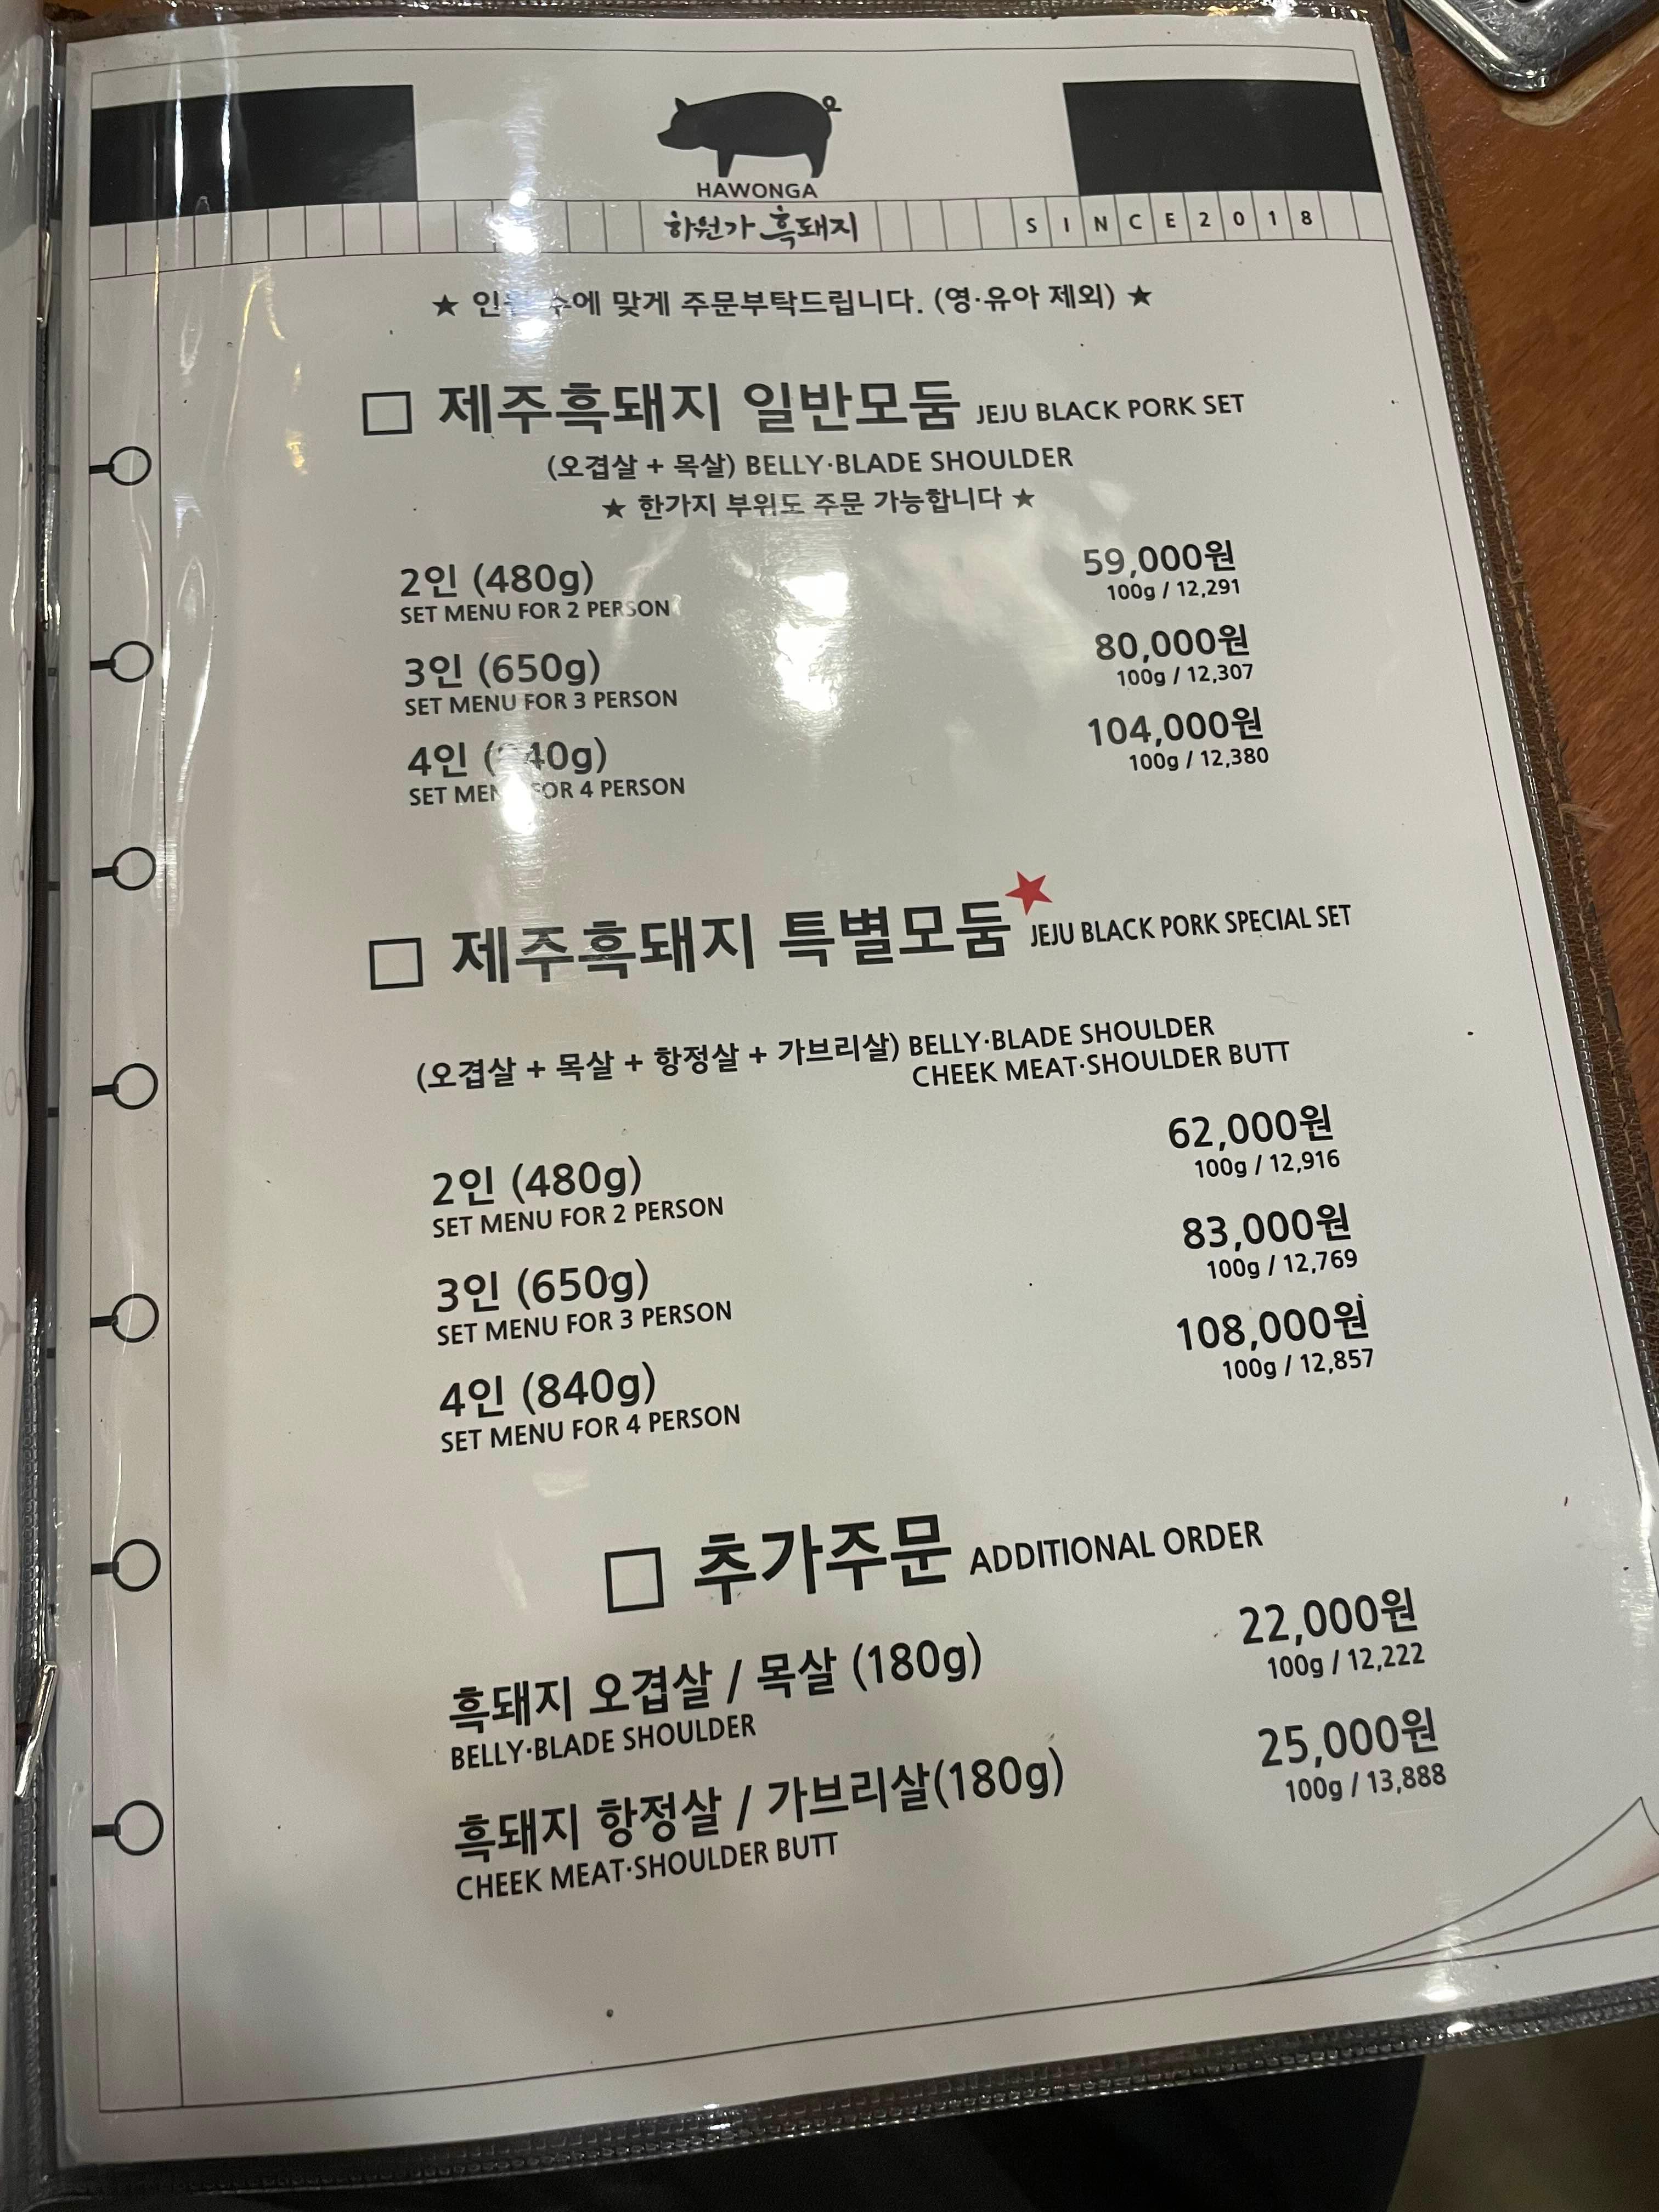 HAWONGA
하원가 흑돼지
SINCE2018
★ 맞게 주문부탁드립니다. (영·유아 제외) ★
□ 제주흑돼지 일반모둠 JEJU BLACK PORK SET
(오겹살 + 목살) BELLY·BLADE SHOULDER
★ 한가지 부위도 주문 가능합니다 ★
2인 (480g) 59,000원
SET MENU FOR 2 PERSON 100g / 12,291
3인 (650g) 80,000원
SET MENU FOR 3 PERSON 100g / 12,307
4인 104,000원
SET FOR 4 PERSON 100g / 12,380
□ 제주흑돼지 특별모둠 JEJU BLACK PORK SPECIAL SET
(오겹살 + 목살 + 항정살 + 가브리살) BELLY·BLADE SHOULDER
CHEEK MEAT·SHOULDER BUTT
2인 (480g) 62,000원
SET MENU FOR 2 PERSON 100g / 12,916
3인 (650g) 83,000원
SET MENU FOR 3 PERSON 100g / 12,769
4인 (840g) 108,000원
SET MENU FOR 4 PERSON 100g / 12,857
□ 추가주문 ADDITIONAL ORDER
흑돼지 오겹살 / 목살 (180g) 22,000원
BELLY·BLADE SHOULDER 100g / 12,222
흑돼지 항정살 / 가브리살(180g) 25,000원
CHEEK MEAT·SHOULDER BUTT 100g / 13,888